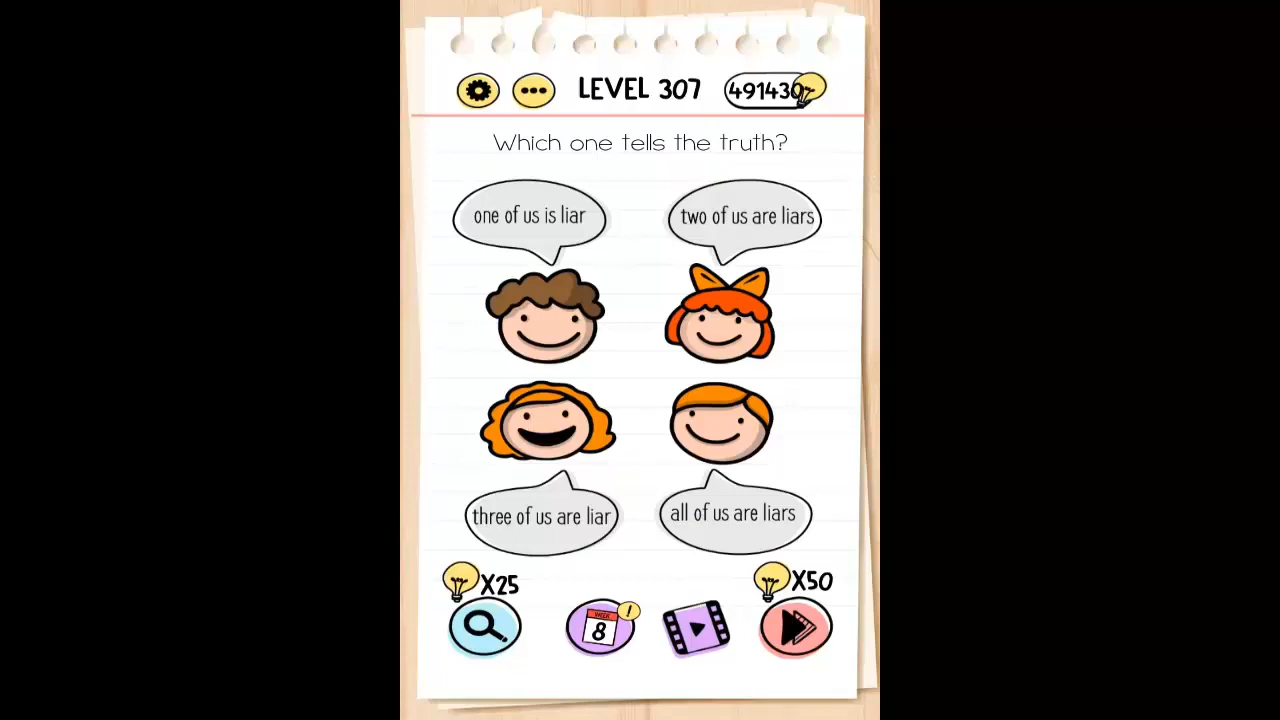 LEVEL 307
491430
Which one tells the truth?
one of us is liar
two of us are liars
three of us are liar
all of us are liars
X25
X50
WEEK
8
!